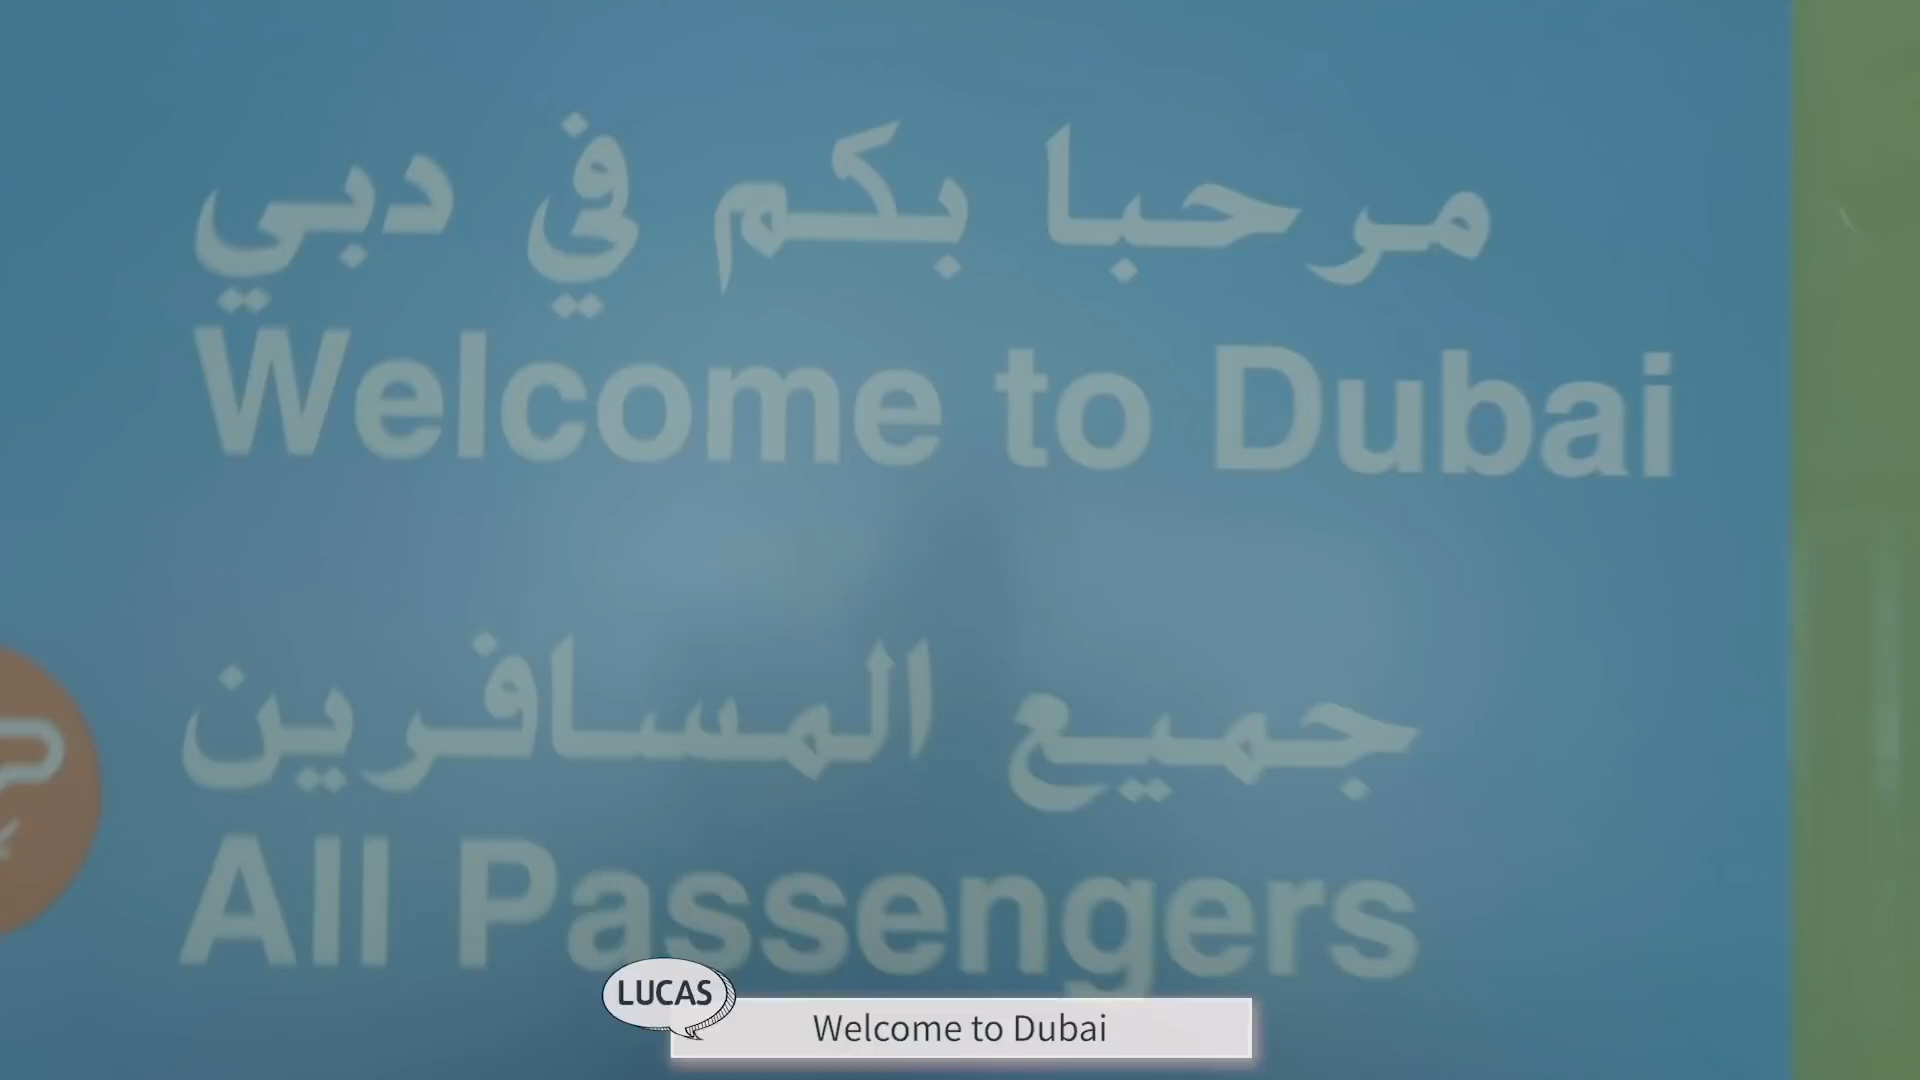 مرحبا بكم في دبي
Welcome to Dubai
جميع المسافرين
All Passengers
LUCAS
Welcome to Dubai